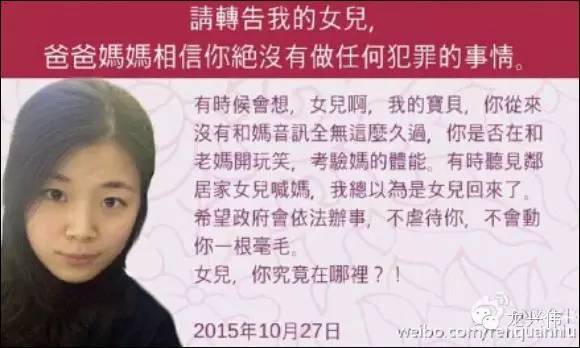 請轉告我的女兒，
爸爸媽媽相信你絕沒有做任何犯罪的事情。
有時候會想，女兒啊，我的寶貝，你從來
沒有和媽音訊全無這麼久過，你是否在和
老媽開玩笑，考驗媽的體能。有時聽見鄰
居家女兒喊媽，我總以為是女兒回來了。
希望政府會依法辦事，不虐待你，不會動
你一根毫毛。
女兒，你究竟在哪裡？！
2015年10月27日
龙兴伟
weibo.com/renquanlu